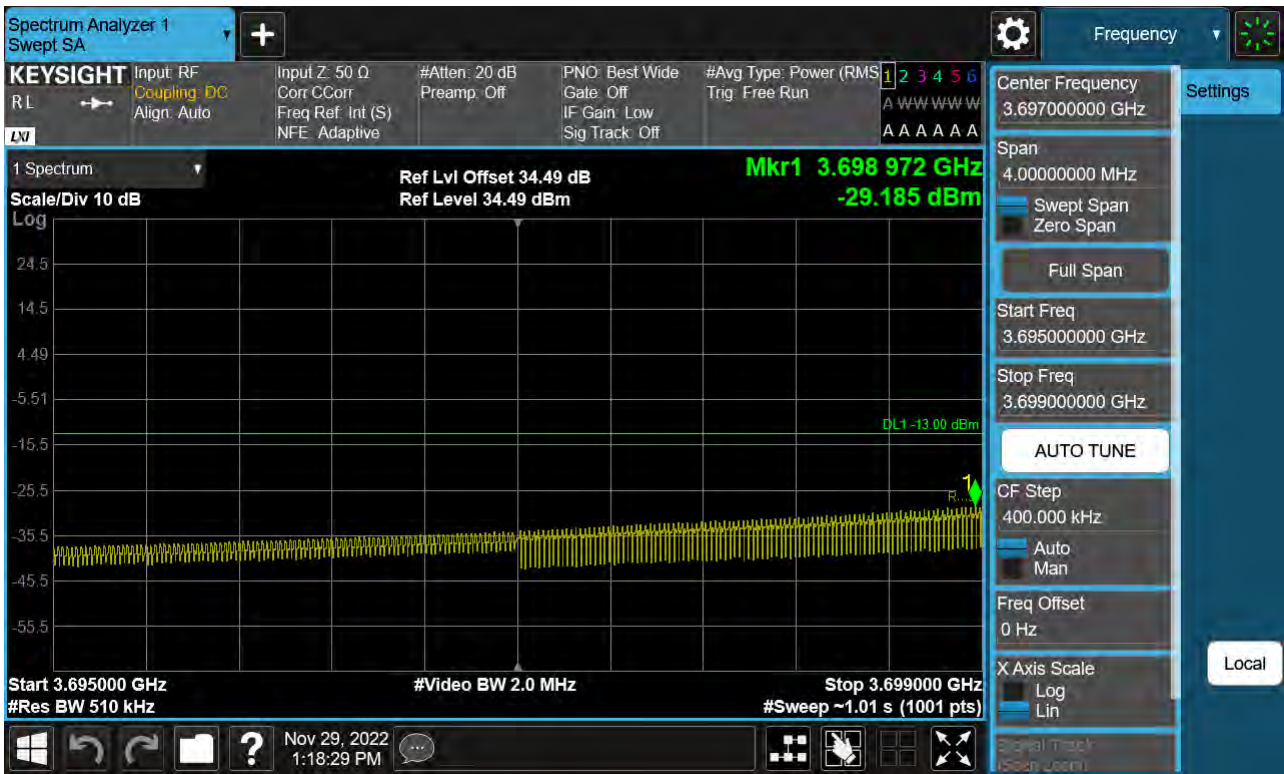 Spectrum Analyzer 1
Swept SA
+
Frequency
KEYSIGHT
RL
LXI
Input: RF
Coupling: DC
Align: Auto
Input Z: 50 Ω
Corr CCorr
Freq Ref: Int (S)
NFE: Adaptive
#Atten: 20 dB
Preamp: Off
PNO: Best Wide
Gate: Off
IF Gain: Low
Sig Track: Off
#Avg Type: Power (RMS
Trig: Free Run
1 2 3 4 5 6
A WW WW W
A A A A A A
1 Spectrum
Scale/Div 10 dB
Log
Ref Lvl Offset 34.49 dB
Ref Level 34.49 dBm
Mkr1 3.698 972 GHz
-29.185 dBm
24.5
14.5
4.49
-5.51
-15.5
-25.5
-35.5
-45.5
-55.5
DL1 -13.00 dBm
1
Start 3.695000 GHz
#Res BW 510 kHz
#Video BW 2.0 MHz
Stop 3.699000 GHz
#Sweep ~1.01 s (1001 pts)
Center Frequency
3.697000000 GHz
Span
4.00000000 MHz
Swept Span
Zero Span
Full Span
Start Freq
3.695000000 GHz
Stop Freq
3.699000000 GHz
AUTO TUNE
CF Step
400.000 kHz
Auto
Man
Freq Offset
0 Hz
X Axis Scale
Log
Lin
Signal Track
(Span Zoom)
Settings
Local
?
Nov 29, 2022
1:18:29 PM